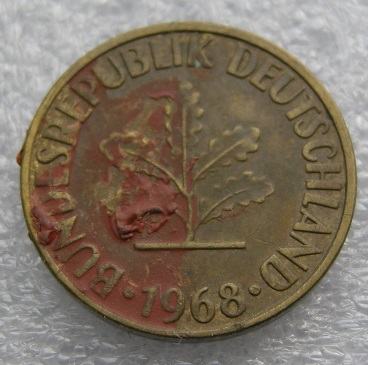 BUNDESREPUBLIK DEUTSCHLAND
· 1968 ·